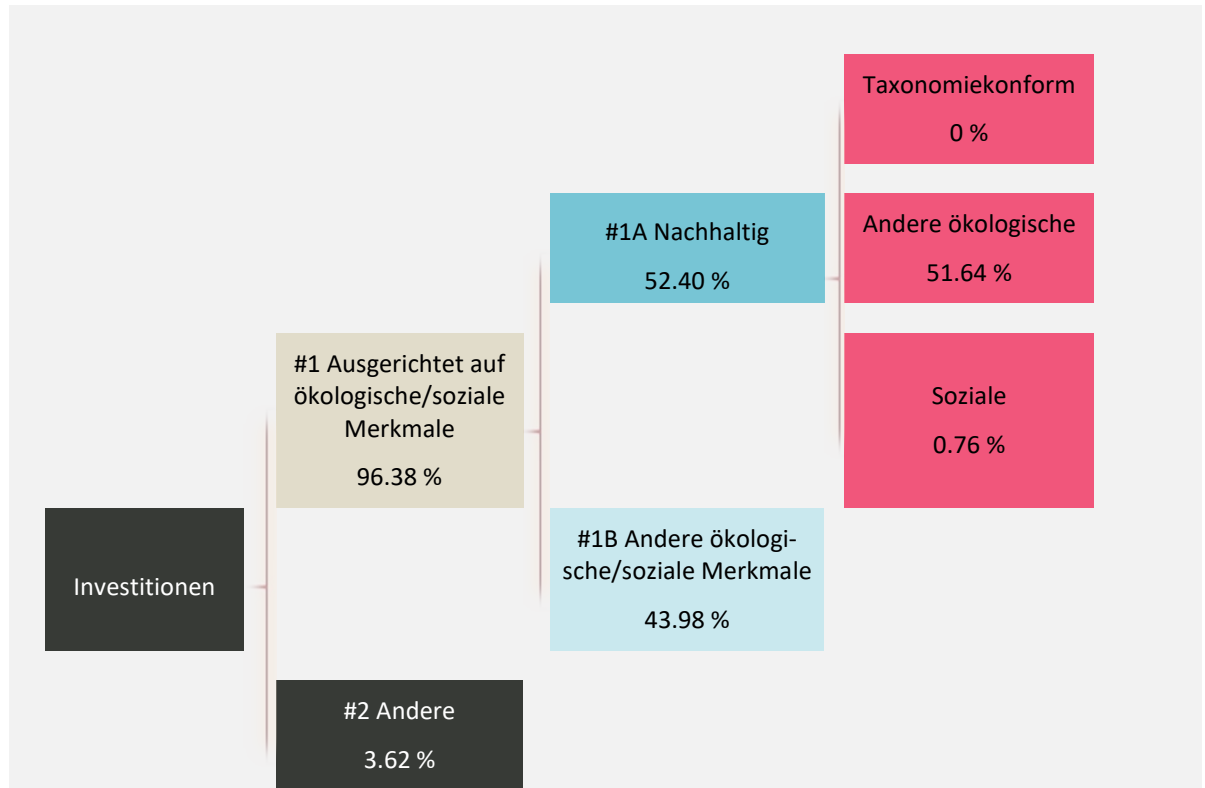 Taxonomiekonform
0 %
#1A Nachhaltig
52.40 %
Andere ökologische
51.64 %
#1 Ausgerichtet auf
ökologische/soziale
Merkmale
96.38 %
Soziale
0.76 %
Investitionen
#1B Andere ökologi-
sche/soziale Merkmale
43.98 %
#2 Andere
3.62 %